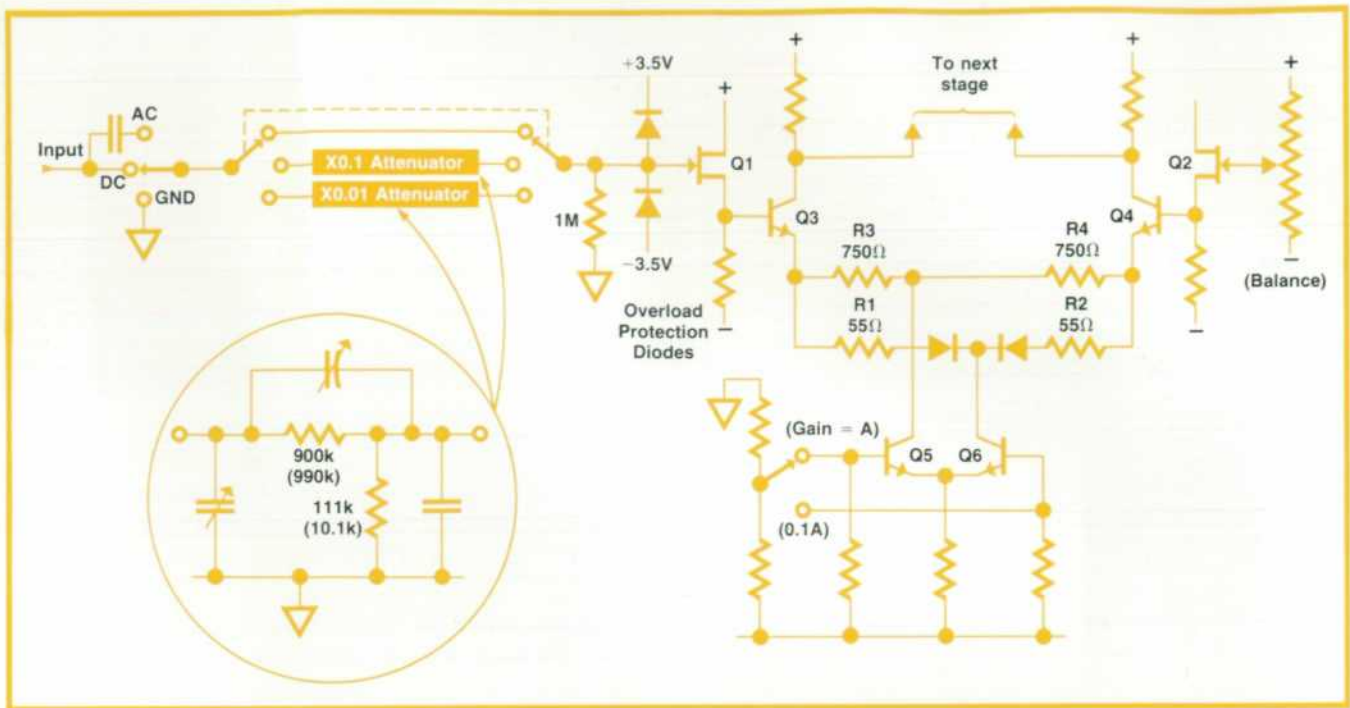 +3.5V
+
To next
stage
+
+
AC
Input
DC
GND
X0.1 Attenuator
X0.01 Attenuator
1M
-3.5V
Q1
Q2
Q3
Q4
R3
750Ω
R4
750Ω
R1
55Ω
R2
55Ω
Overload
Protection
Diodes
−
−
−
(Balance)
900k
(990k)
111k
(10.1k)
(Gain = A)
Q5
Q6
(0.1A)